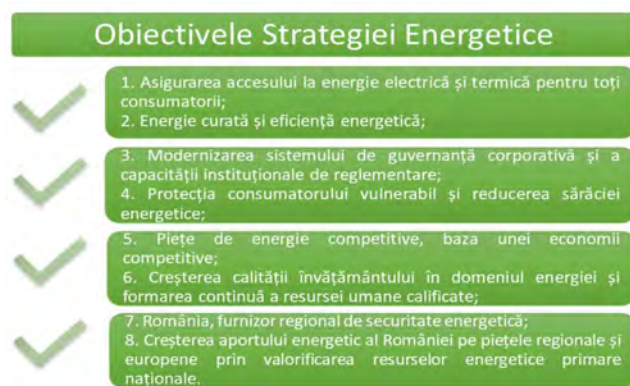 Obiectivele Strategiei Energetice
1. Asigurarea accesului la energie electrică și termică pentru toți
consumatorii;
2. Energie curată și eficiență energetică;
3. Modernizarea sistemului de guvernanță corporativă și a
capacității instituționale de reglementare;
4. Protecția consumatorului vulnerabil și reducerea sărăciei
energetice;
5. Piețe de energie competitive, baza unei economii
competitive;
6. Creșterea calității învățământului în domeniul energiei și
formarea continuă a resursei umane calificate;
7. România, furnizor regional de securitate energetică;
8. Creșterea aportului energetic al României pe piețele regionale și
europene prin valorificarea resurselor energetice primare
naționale.